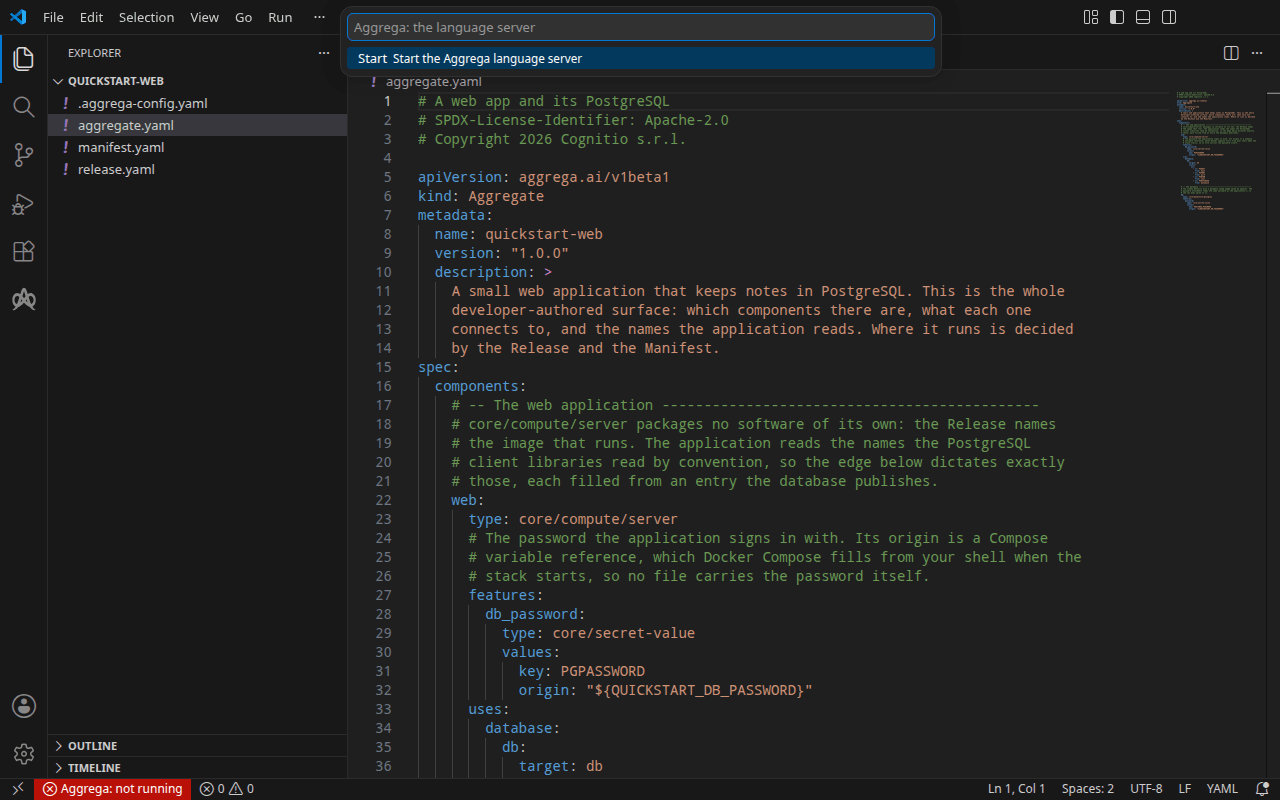 File Edit Selection View Go Run ···
Aggrega: the language server
Start Start the Aggrega language server
EXPLORER ···
QUICKSTART-WEB
! .aggrega-config.yaml
! aggregate.yaml
! manifest.yaml
! release.yaml
OUTLINE
TIMELINE
! aggregate.yaml
1 # A web app and its PostgreSQL
2 # SPDX-License-Identifier: Apache-2.0
3 # Copyright 2026 Cognitio s.r.l.
4
5 apiVersion: aggrega.ai/v1beta1
6 kind: Aggregate
7 metadata:
8 name: quickstart-web
9 version: "1.0.0"
10 description: >
11 A small web application that keeps notes in PostgreSQL. This is the whole
12 developer-authored surface: which components there are, what each one
13 connects to, and the names the application reads. Where it runs is decided
14 by the Release and the Manifest.
15 spec:
16 components:
17 # -- The web application ---------------------------------------------
18 # core/compute/server packages no software of its own: the Release names
19 # the image that runs. The application reads the names the PostgreSQL
20 # client libraries read by convention, so the edge below dictates exactly
21 # those, each filled from an entry the database publishes.
22 web:
23 type: core/compute/server
24 # The password the application signs in with. Its origin is a Compose
25 # variable reference, which Docker Compose fills from your shell when the
26 # stack starts, so no file carries the password itself.
27 features:
28 db_password:
29 type: core/secret-value
30 values:
31 key: PGPASSWORD
32 origin: "${QUICKSTART_DB_PASSWORD}"
33 uses:
34 database:
35 db:
36 target: db
Aggrega: not running 0 0 Ln 1, Col 1 Spaces: 2 UTF-8 LF YAML